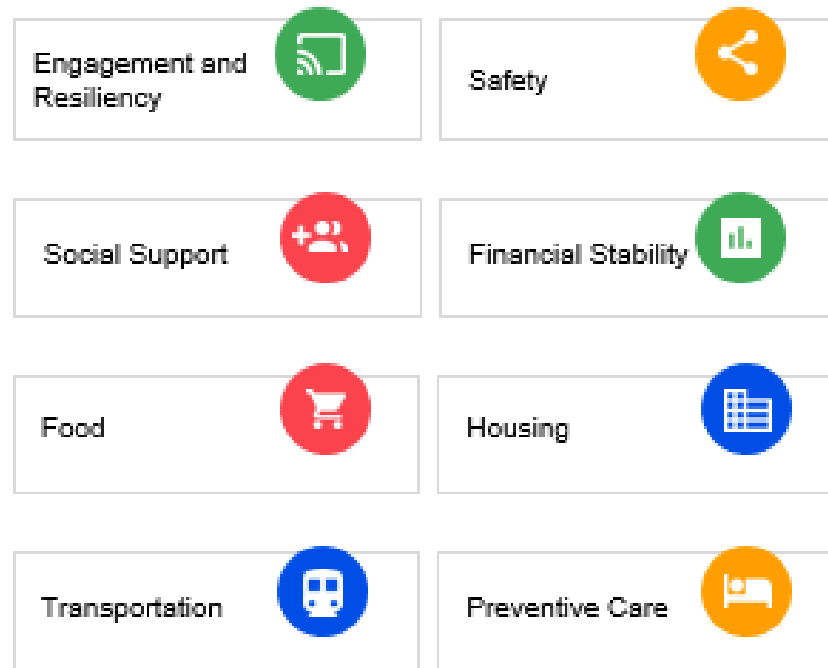 Engagement and
Resiliency
Safety
Social Support
Financial Stability
Food
Housing
Transportation
Preventive Care